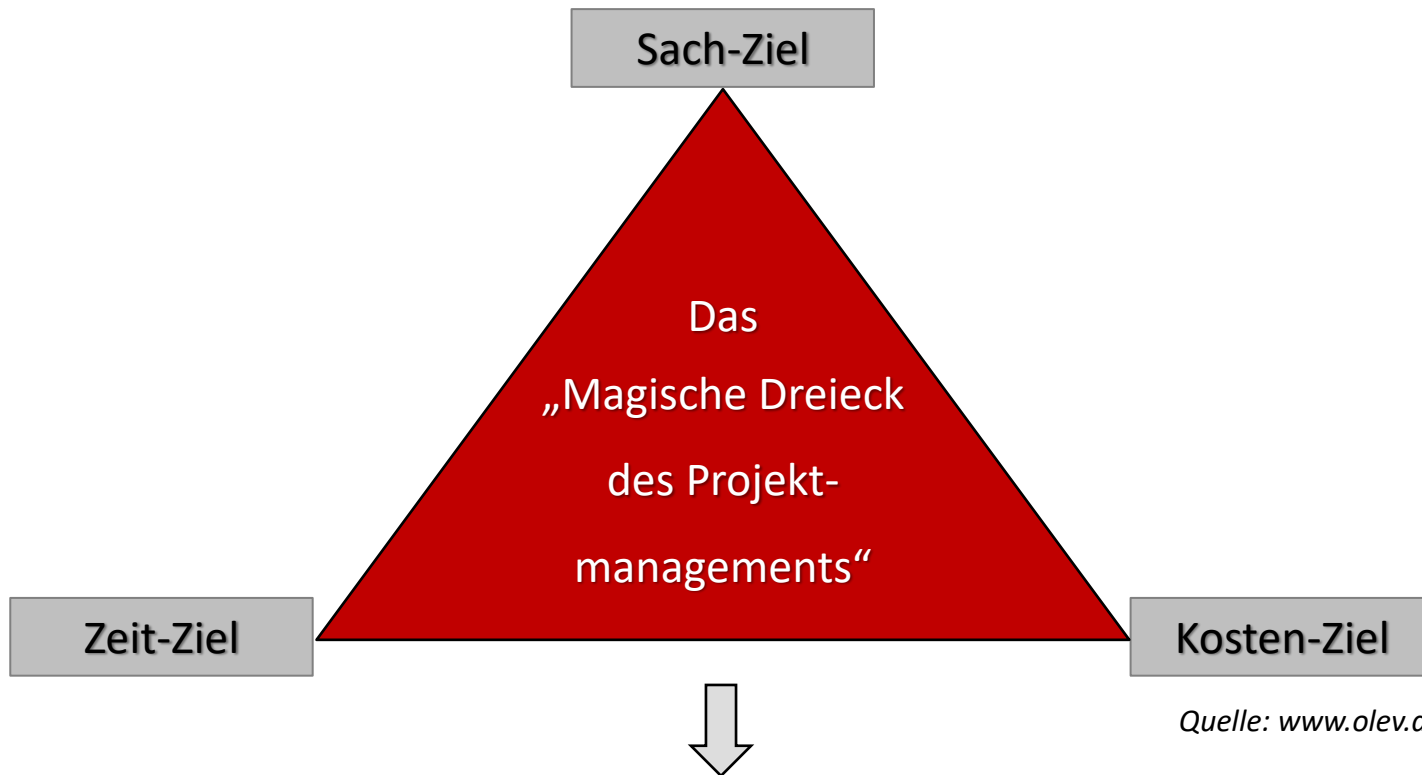 Sach-Ziel
Das
„Magische Dreieck
des Projekt-
managements“
Zeit-Ziel
Kosten-Ziel
Quelle: www.olev.d